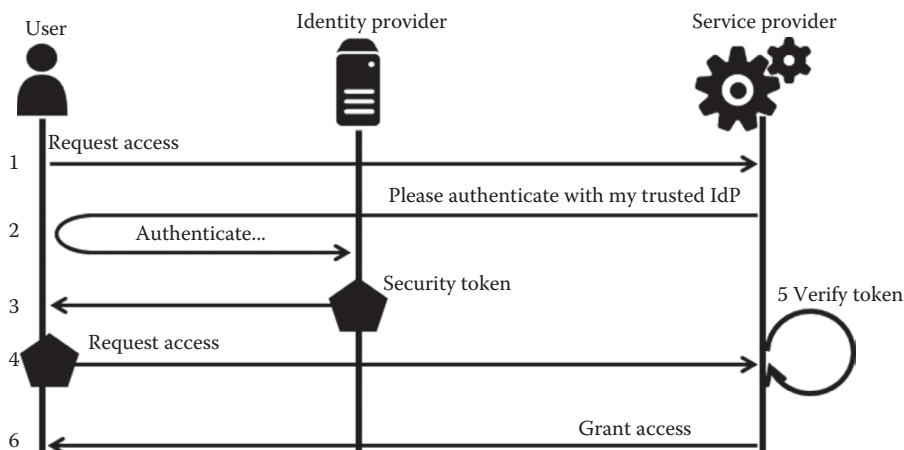 User
Identity provider
Service provider
1
Request access
Please authenticate with my trusted IdP
2
Authenticate...
3
Security token
5 Verify token
4
Request access
6
Grant access